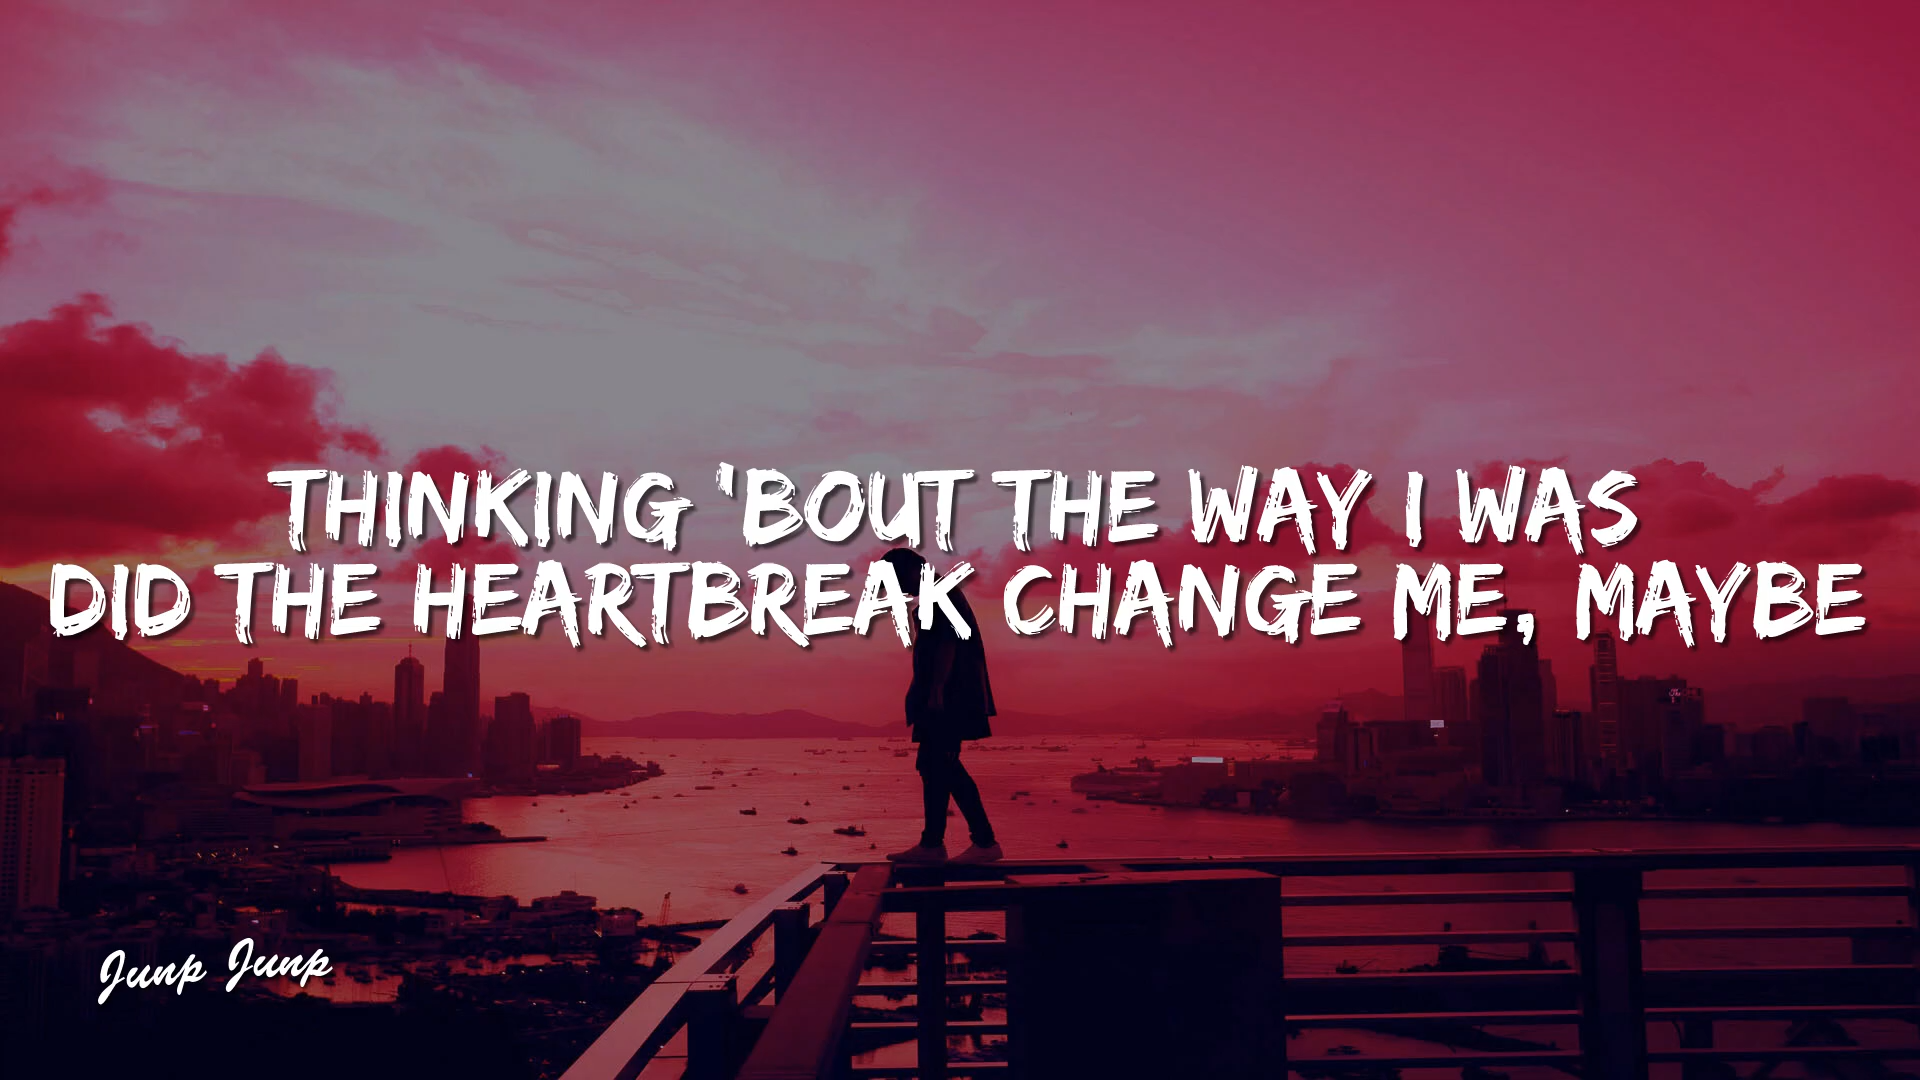 THINKING 'BOUT THE WAY I WAS
DID THE HEARTBREAK CHANGE ME, MAYBE
Junp Junp